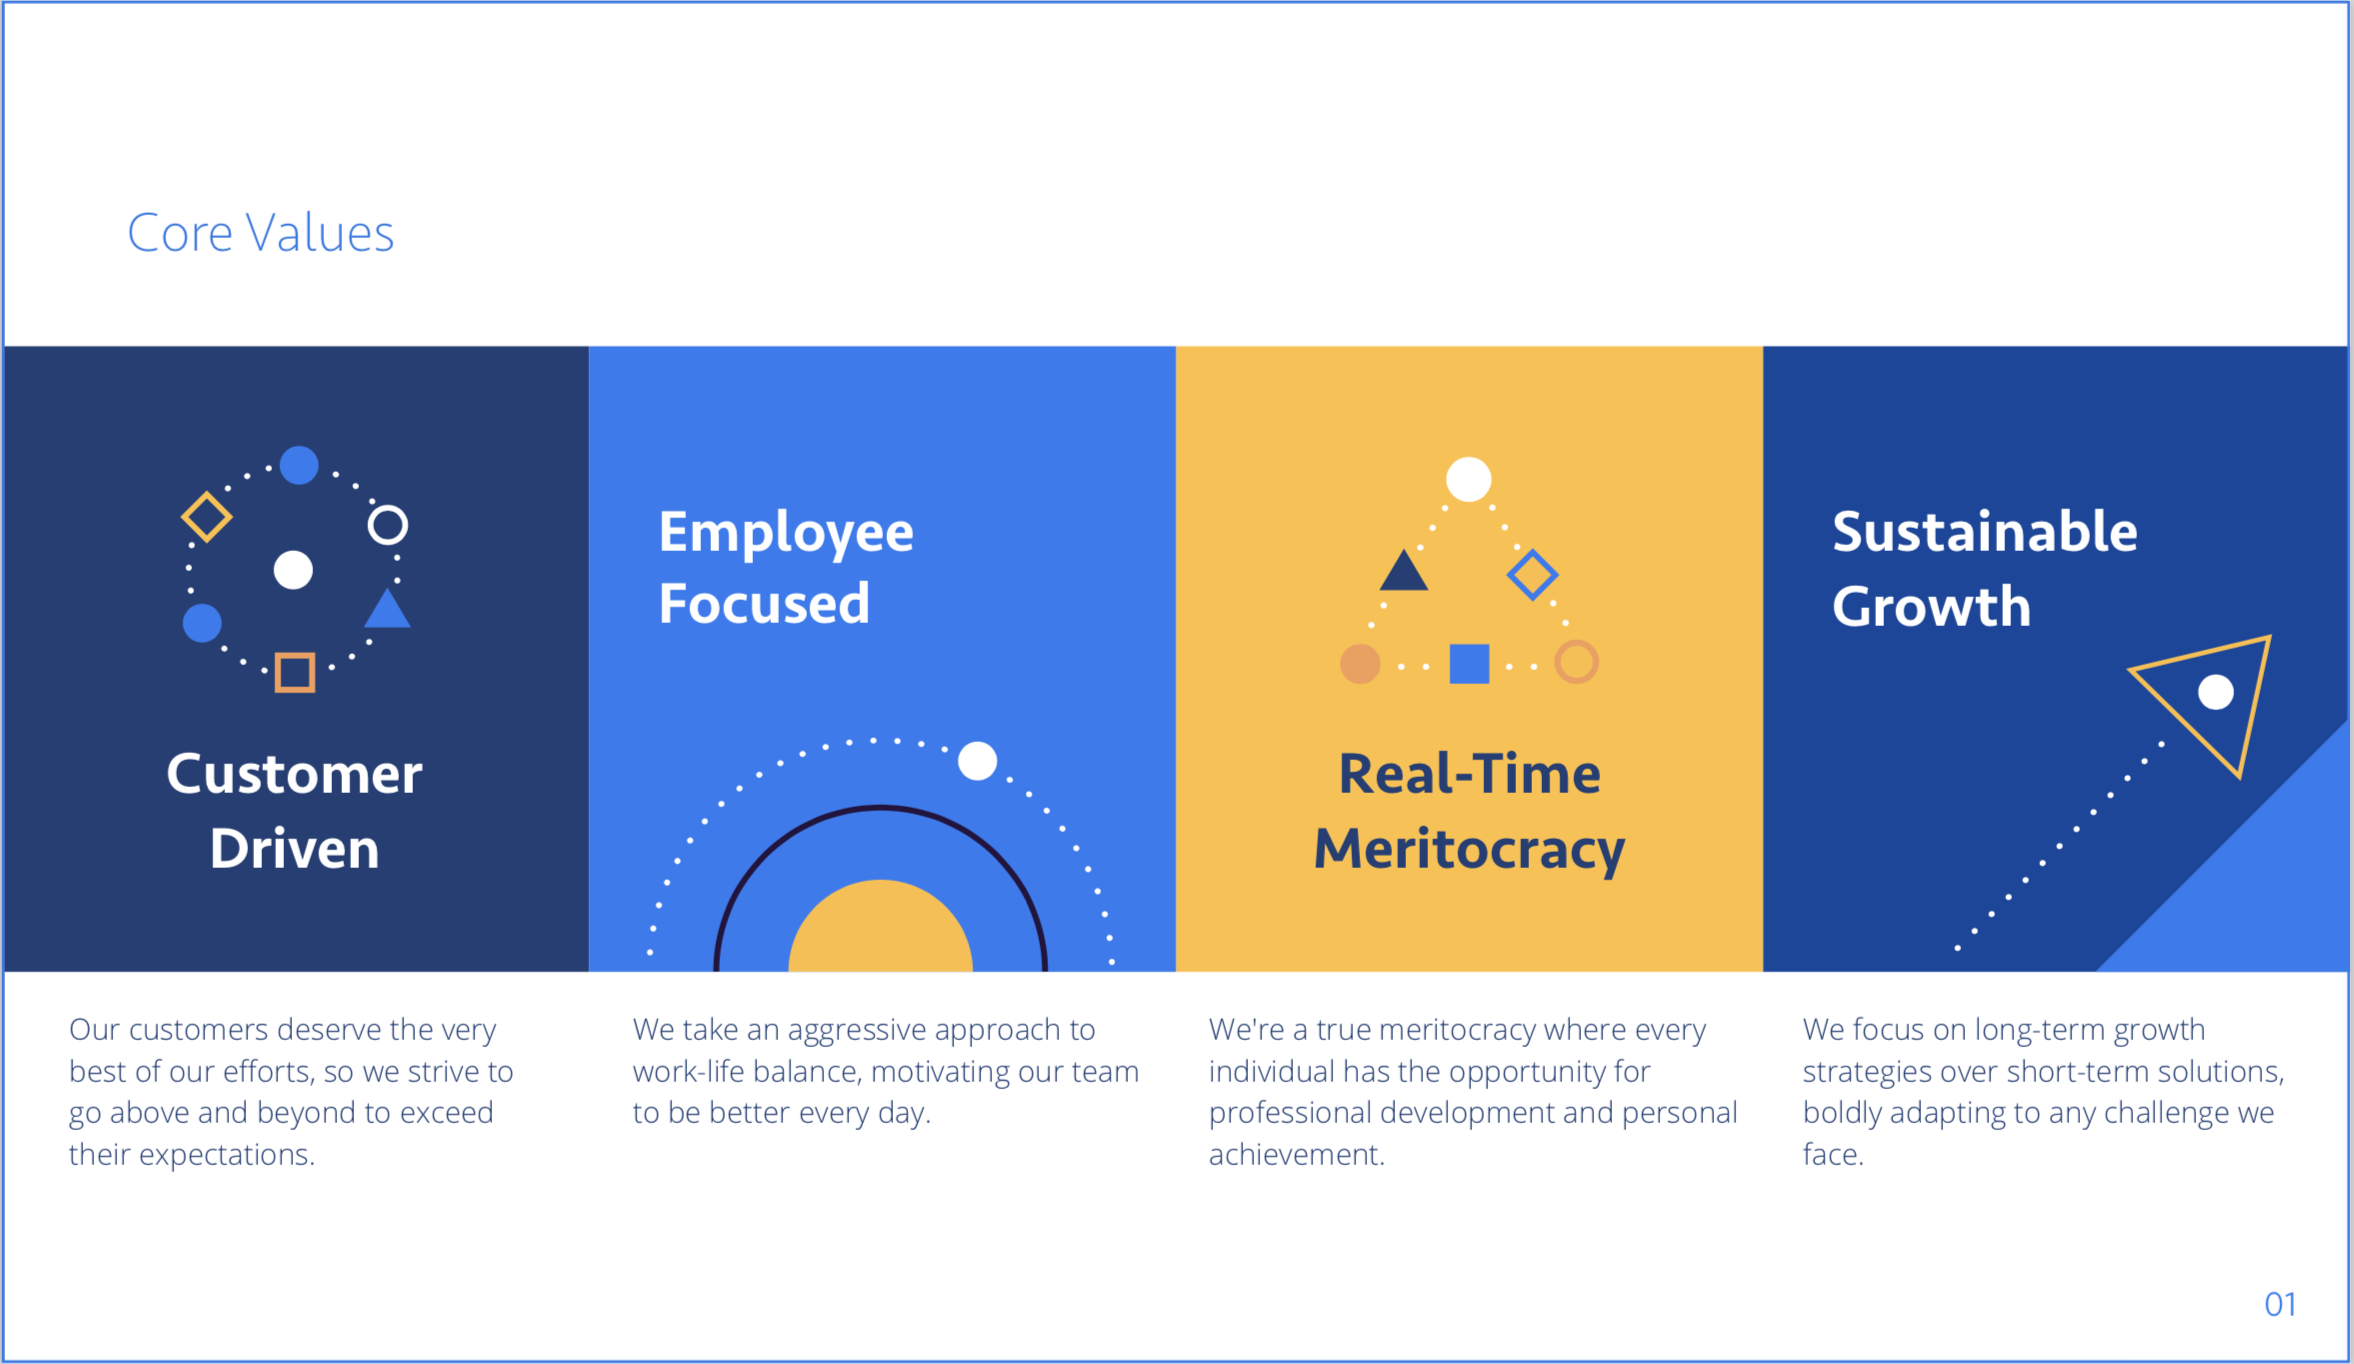 Core Values
Customer
Driven
Our customers deserve the very
best of our efforts, so we strive to
go above and beyond to exceed
their expectations.
Employee
Focused
We take an aggressive approach to
work-life balance, motivating our team
to be better every day.
Real-Time
Meritocracy
We're a true meritocracy where every
individual has the opportunity for
professional development and personal
achievement.
Sustainable
Growth
We focus on long-term growth
strategies over short-term solutions,
boldly adapting to any challenge we
face.
01